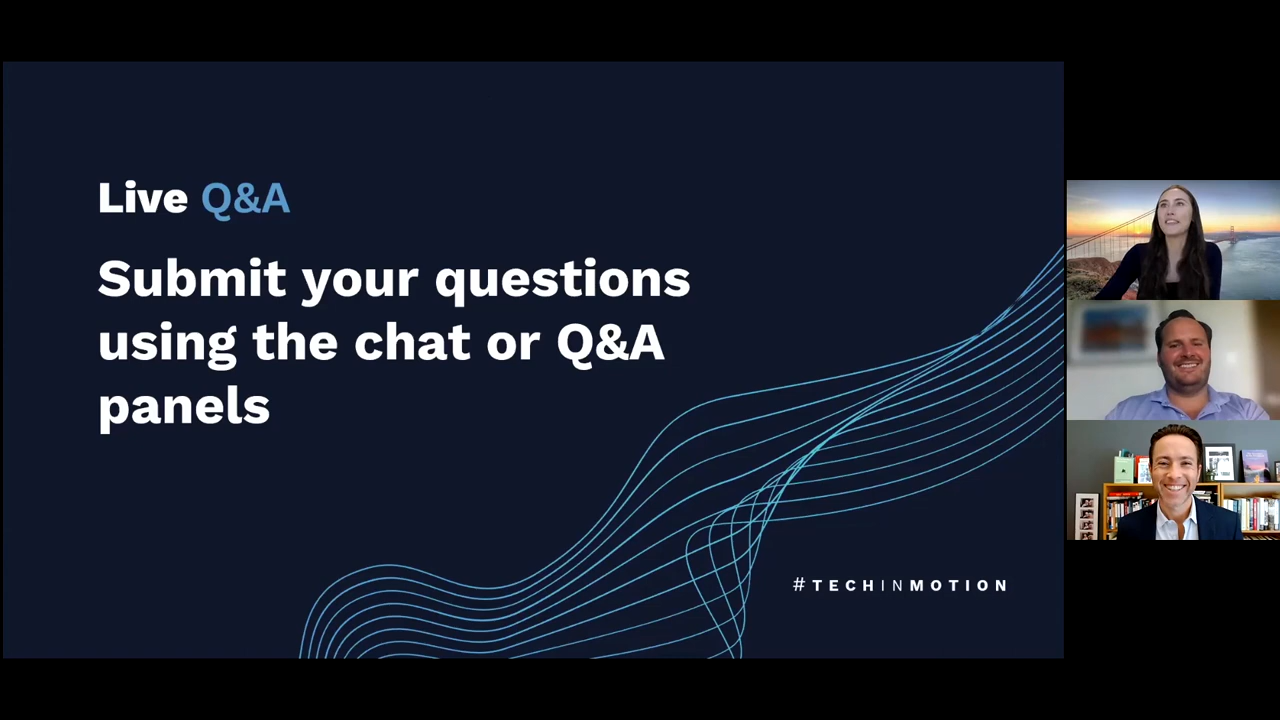 Live Q&A
Submit your questions
using the chat or Q&A
panels
#TECHINMOTION